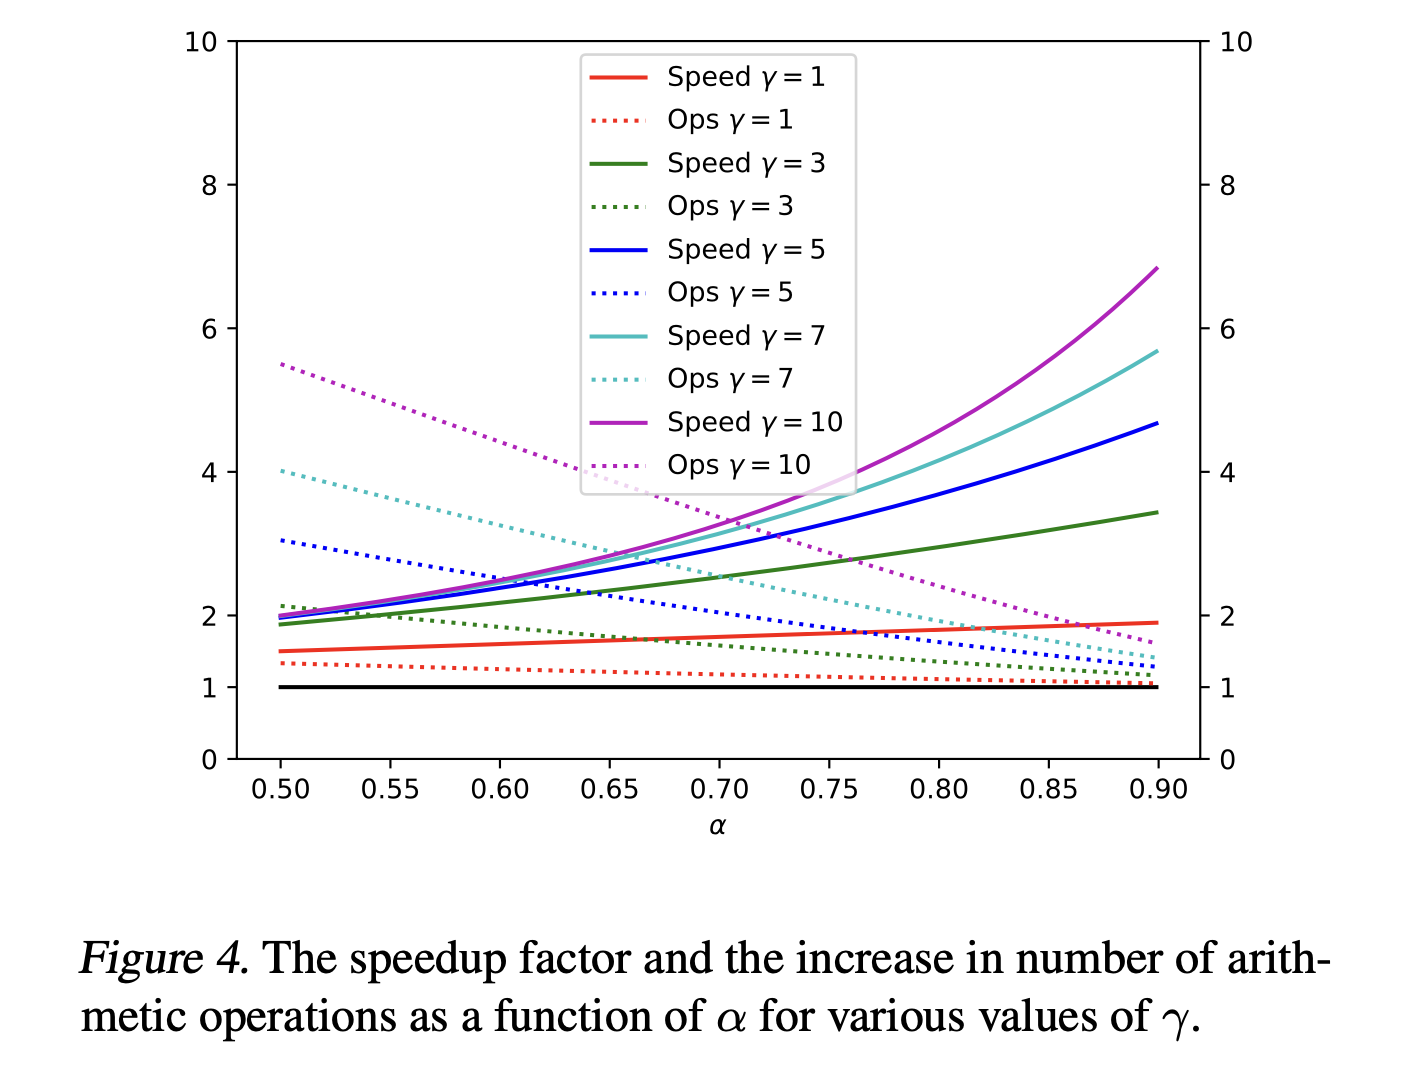 10 10
Speed γ = 1
Ops γ = 1
Speed γ = 3
Ops γ = 3
Speed γ = 5
Ops γ = 5
Speed γ = 7
Ops γ = 7
Speed γ = 10
Ops γ = 10
8 8
6 6
4 4
2 2
1 1
0 0
0.50 0.55 0.60 0.65 0.70 0.75 0.80 0.85 0.90
α
Figure 4. The speedup factor and the increase in number of arith-
metic operations as a function of α for various values of γ.